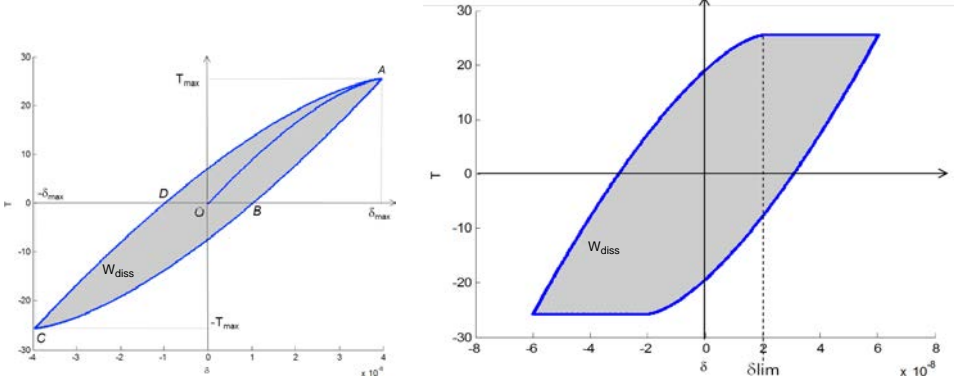 30
20
10
0
-10
-20
-30
T
T_max
A
-δ_max
D
O
B
δ_max
W_diss
-T_max
C
-4 -3 -2 -1 0 1 2 3 4
δ
30
20
10
0
-10
-20
-30
T
W_diss
-8 -6 -4 -2 0 2 4 6 8
δ δlim x 10^-8